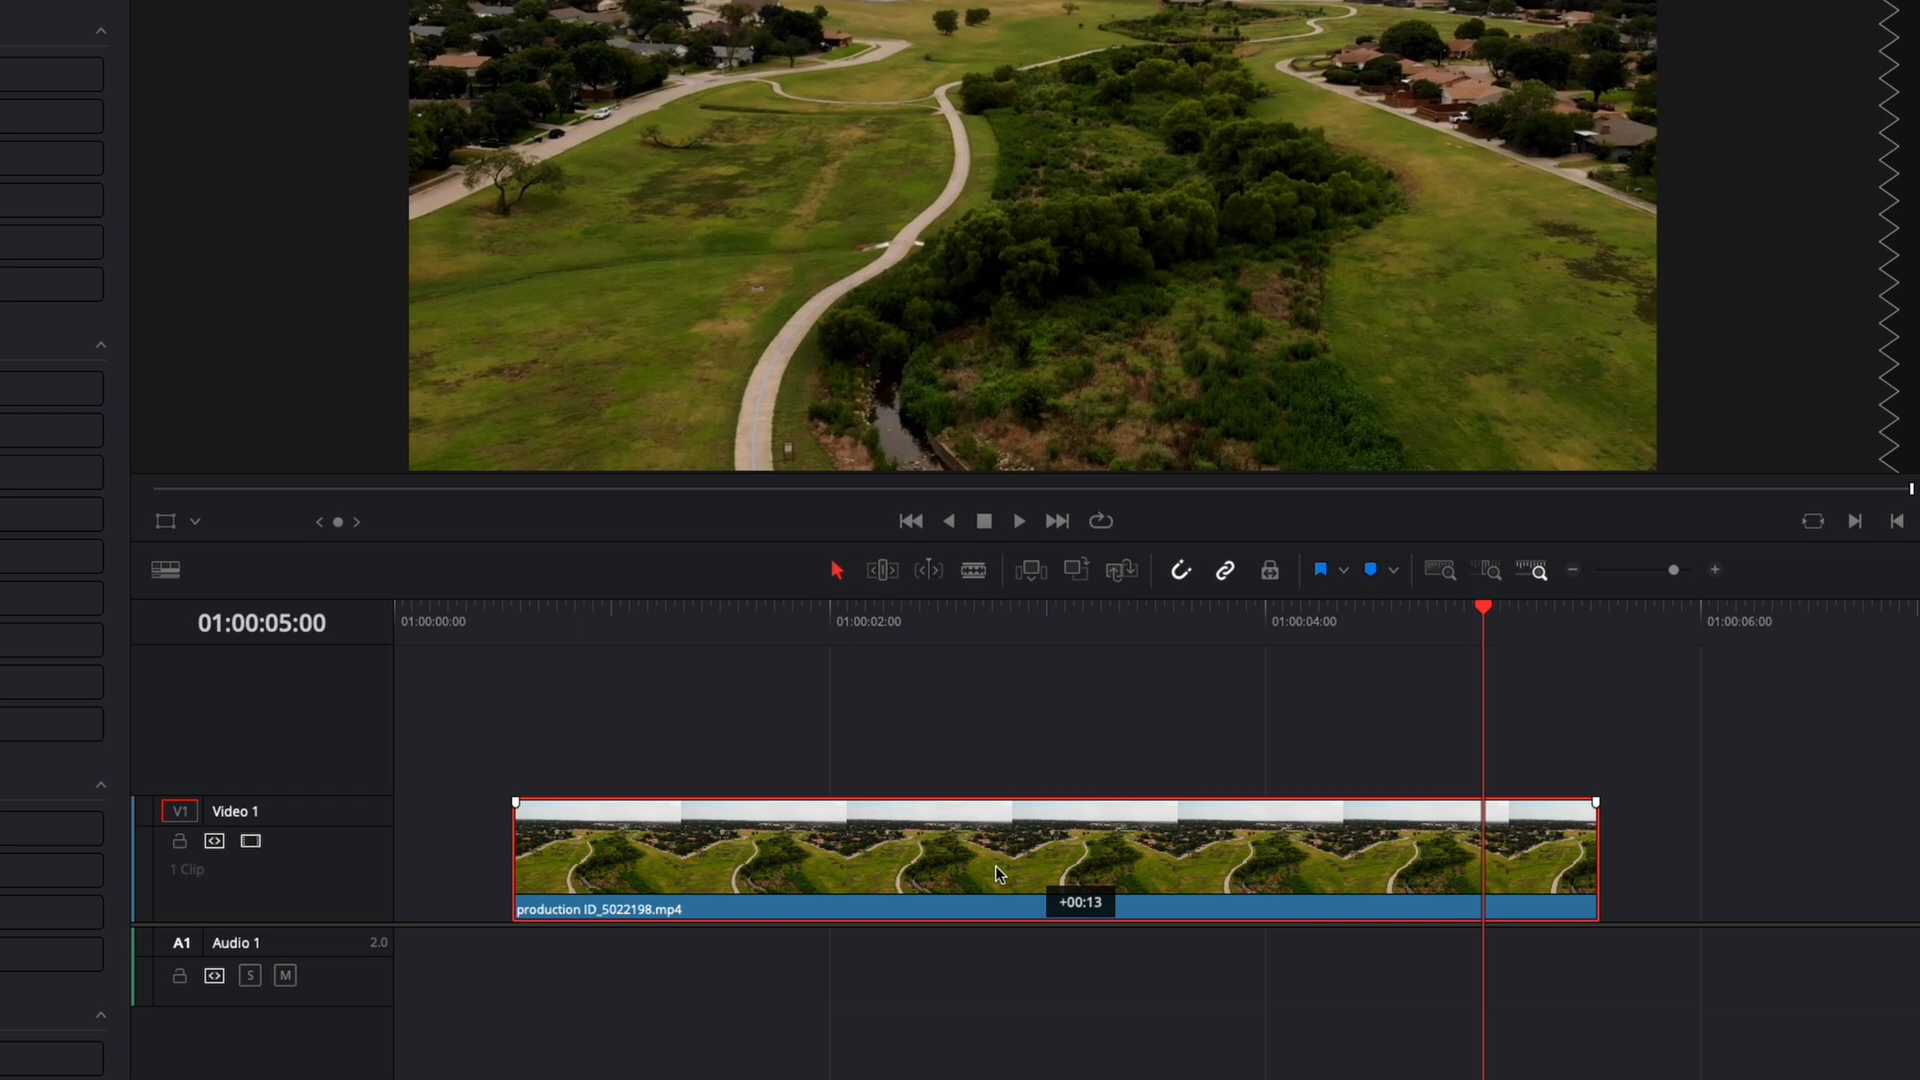 01:00:05:00
01:00:00:00
01:00:02:00
01:00:04:00
01:00:06:00
V1
Video 1
1 Clip
production ID_5022198.mp4
+00:13
A1
Audio 1
2.0
S
M